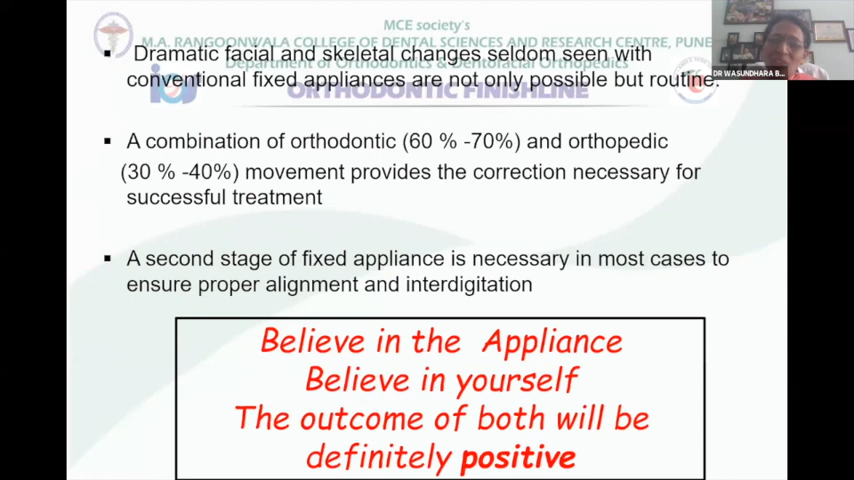 MCE society's
M.A. RANGOONWALA COLLEGE OF DENTAL SCIENCES AND RESEARCH CENTRE, PUNE
Department of Orthodontics & Dentofacial Orthopedics
ORTHODONTIC FINISHLINE
▪ Dramatic facial and skeletal changes seldom seen with
conventional fixed appliances are not only possible but routine.
▪ A combination of orthodontic (60 % -70%) and orthopedic
(30 % -40%) movement provides the correction necessary for
successful treatment
▪ A second stage of fixed appliance is necessary in most cases to
ensure proper alignment and interdigitation
Believe in the Appliance
Believe in yourself
The outcome of both will be
definitely positive
DR WASUNDHARA B...